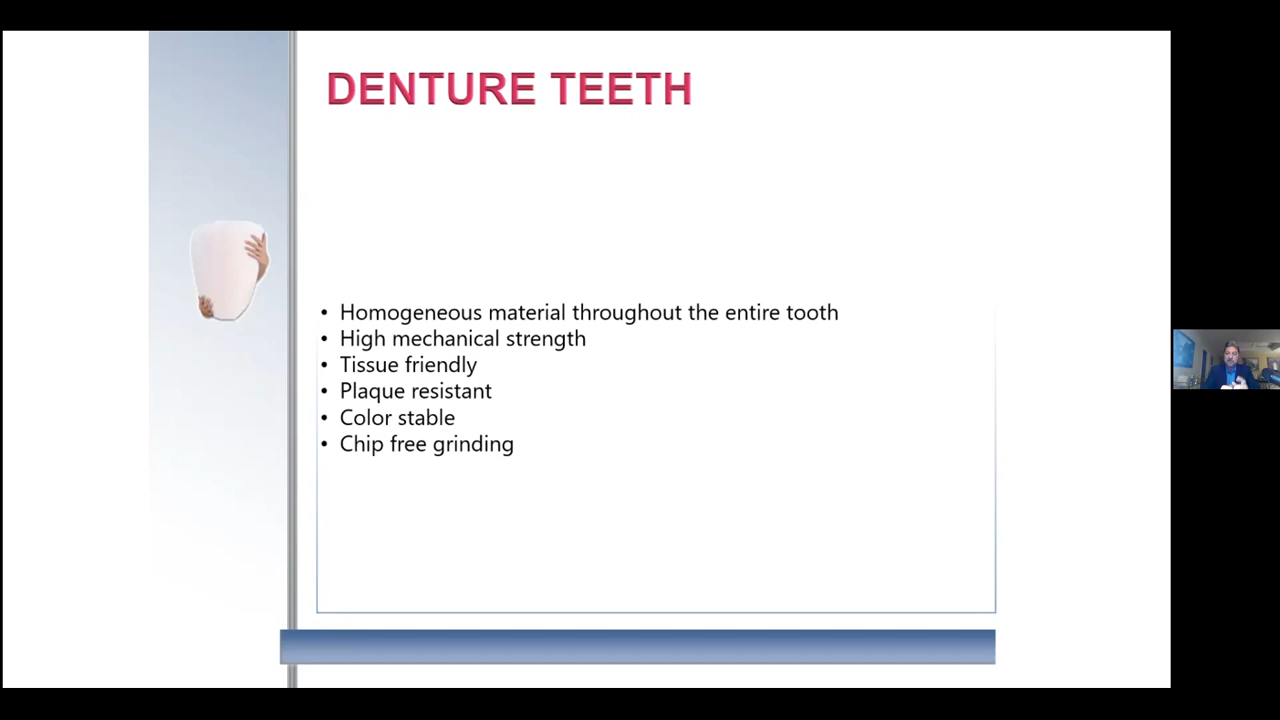 DENTURE TEETH
• Homogeneous material throughout the entire tooth
• High mechanical strength
• Tissue friendly
• Plaque resistant
• Color stable
• Chip free grinding